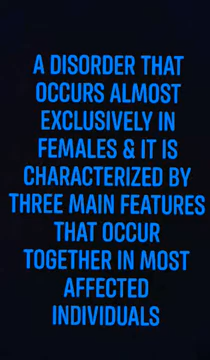 A DISORDER THAT
OCCURS ALMOST
EXCLUSIVELY IN
FEMALES & IT IS
CHARACTERIZED BY
THREE MAIN FEATURES
THAT OCCUR
TOGETHER IN MOST
AFFECTED
INDIVIDUALS